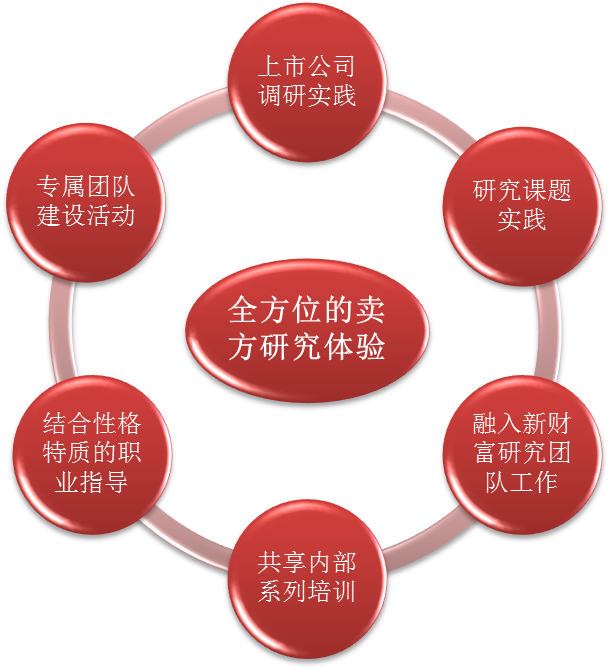 上市公司
调研实践
研究课题
实践
融入新财
富研究团
队工作
共享内部
系列培训
结合性格
特质的职
业指导
专属团队
建设活动
全方位的卖
方研究体验